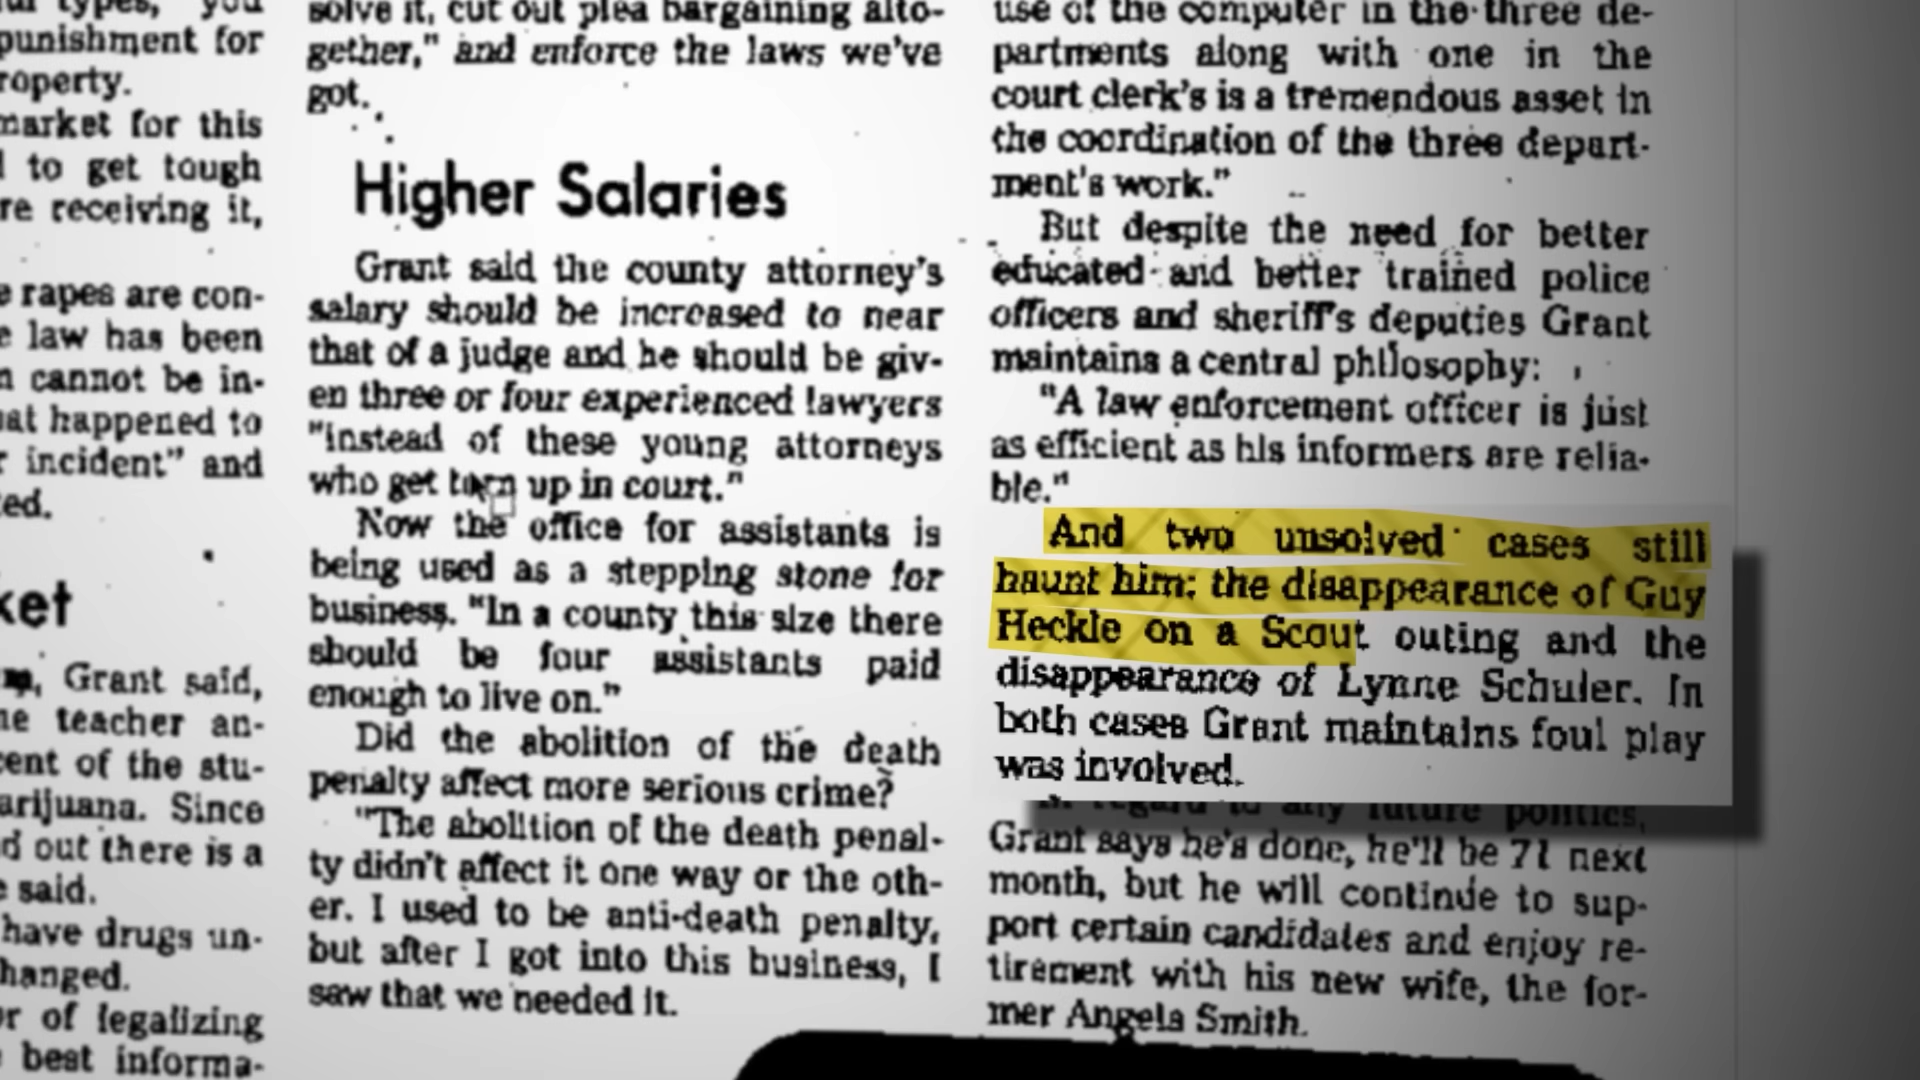 ful types, you
punishment for
roperty.
market for this
to get tough
re receiving it,
e rapes are con-
e law has been
n cannot be in-
at happened to
r incident" and
ed.
ket
m, Grant said,
ne teacher an-
cent of the stu-
arijuana. Since
d out there is a
e said.
have drugs un-
hanged.
or of legalizing
best informa-
solve it, cut out plea bargaining alto-
gether," and enforce the laws we've
got.
Higher Salaries
Grant said the county attorney's
salary should be increased to near
that of a judge and he should be giv-
en three or four experienced lawyers
"instead of these young attorneys
who get torn up in court."
Now the office for assistants is
being used as a stepping stone for
business. "In a county this size there
should be four assistants paid
enough to live on."
Did the abolition of the death
penalty affect more serious crime?
"The abolition of the death penal-
ty didn't affect it one way or the oth-
er. I used to be anti-death penalty,
but after I got into this business, I
saw that we needed it.
use of the computer in the three de-
partments along with one in the
court clerk's is a tremendous asset in
the coordination of the three depart-
ment's work."
But despite the need for better
educated and better trained police
officers and sheriff's deputies Grant
maintains a central philosophy:
"A law enforcement officer is just
as efficient as his informers are relia-
ble."
And two unsolved cases still
haunt him: the disappearance of Guy
Heckle on a Scout outing and the
disappearance of Lynne Schuler. In
both cases Grant maintains foul play
was involved.
In regard to any future politics,
Grant says he's done, he'll be 71 next
month, but he will continue to sup-
port certain candidates and enjoy re-
tirement with his new wife, the for-
mer Angela Smith.